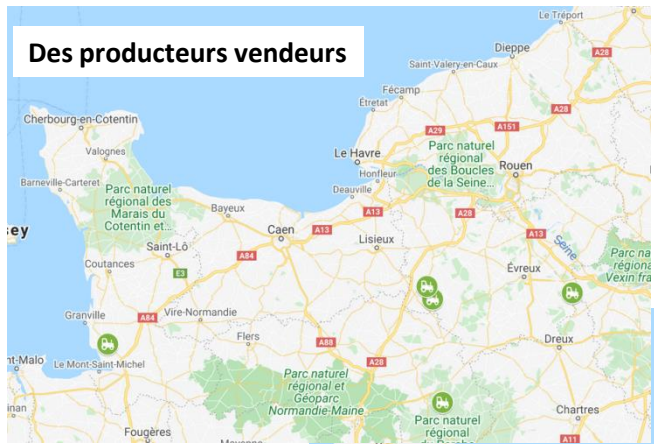 Des producteurs vendeurs
Le Tréport
Dieppe
A28
Saint-Valery-en-Caux
Fécamp
Étretat
A28
Cherbourg-en-Cotentin
A29
A151
Valognes
Le Havre
Parc naturel
régional
des Boucles
de la Seine...
Rouen
Honfleur
Deauville
Barneville-Carteret
Parc naturel
régional des
Marais du
Cotentin et...
Bayeux
A13
A28
ey
Caen
A13
Lisieux
A13
Seine
Saint-Lô
A84
Parc na
régiona
Vexin fra
Coutances
E3
Évreux
Granville
A84
Vire-Normandie
Flers
A88
Dreux
nt-Malo
Le Mont-Saint-Michel
A28
Parc naturel
régional et
Géoparc
Normandie-Maine
inan
Parc naturel
régional
Chartres
Fougères
A11